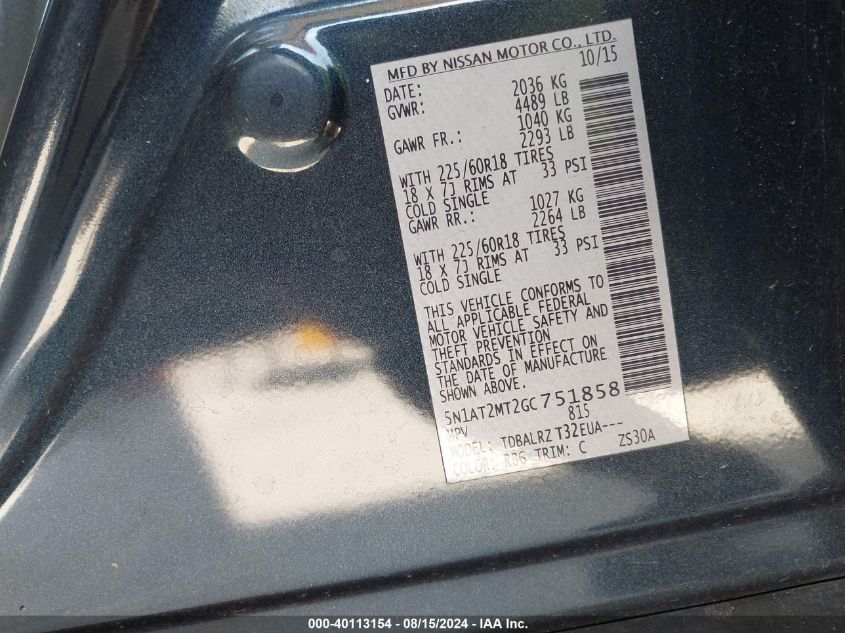 MFD BY NISSAN MOTOR CO., LTD.
DATE: 10/15
GVWR: 2036 KG
4489 LB
GAWR FR.: 1040 KG
2293 LB
WITH 225/60R18 TIRES
18 X 7J RIMS AT 33 PSI
COLD SINGLE
GAWR RR.: 1027 KG
2264 LB
WITH 225/60R18 TIRES
18 X 7J RIMS AT 33 PSI
COLD SINGLE
THIS VEHICLE CONFORMS TO
ALL APPLICABLE FEDERAL
MOTOR VEHICLE SAFETY AND
THEFT PREVENTION
STANDARDS IN EFFECT ON
THE DATE OF MANUFACTURE
SHOWN ABOVE.
5N1AT2MT2GC751858
MPV 815
MODEL: TDBALRZ T32EUA---
COLOR: RBG TRIM: C ZS30A
000-40113154 - 08/15/2024 - IAA Inc.